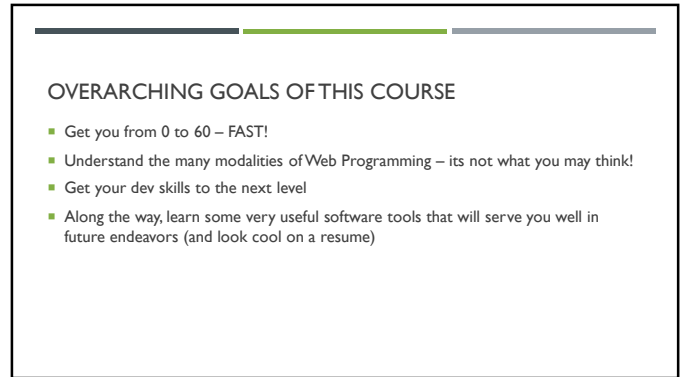 OVERARCHING GOALS OF THIS COURSE
▪ Get you from 0 to 60 – FAST!
▪ Understand the many modalities of Web Programming – its not what you may think!
▪ Get your dev skills to the next level
▪ Along the way, learn some very useful software tools that will serve you well in
future endeavors (and look cool on a resume)